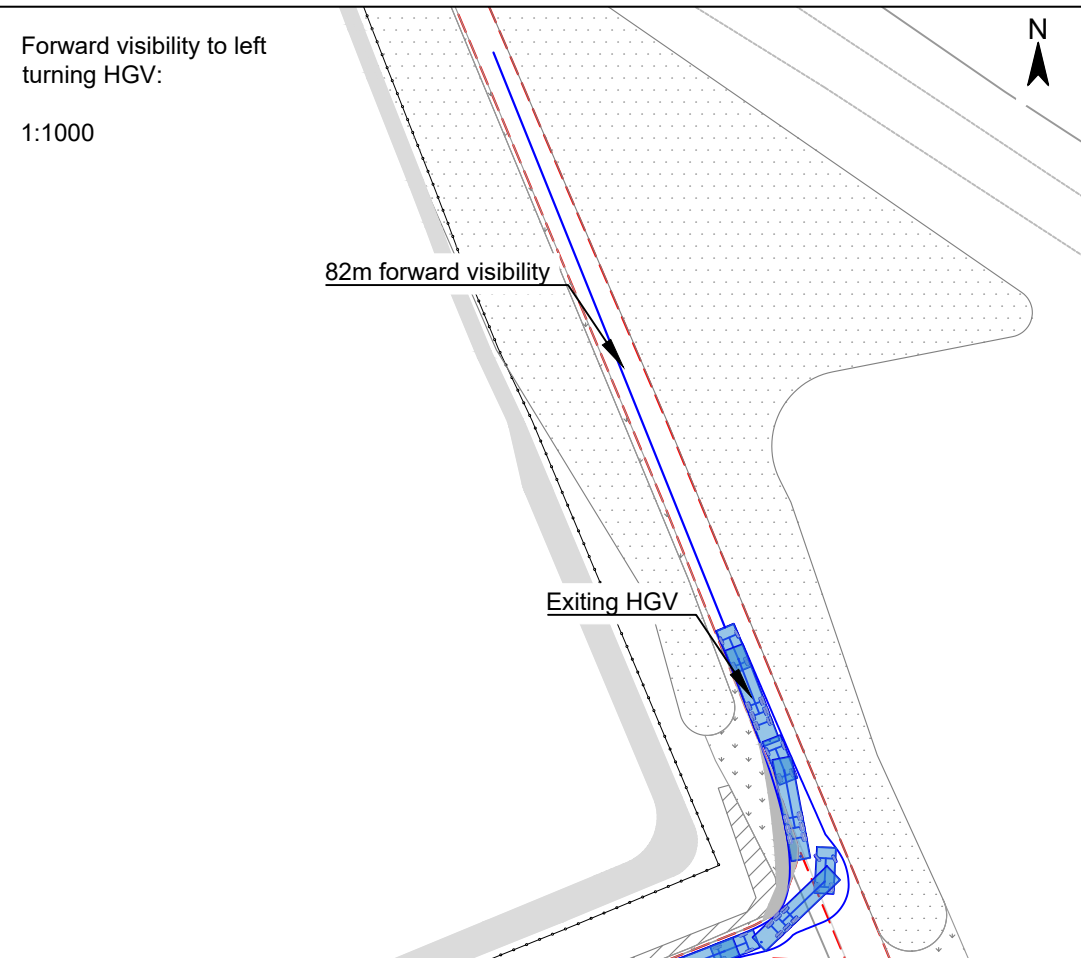 Forward visibility to left
turning HGV:
1:1000
N
82m forward visibility
Exiting HGV